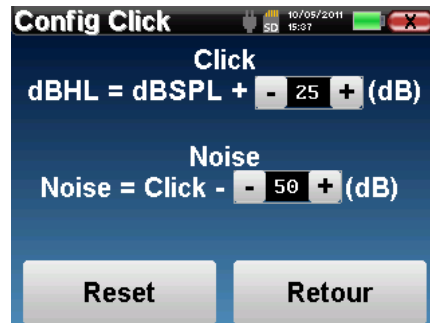 Config Click SD 10/05/2011 15:37 X
Click
dBHL = dBSPL + - 25 + (dB)
Noise
Noise = Click - - 50 + (dB)
Reset Retour